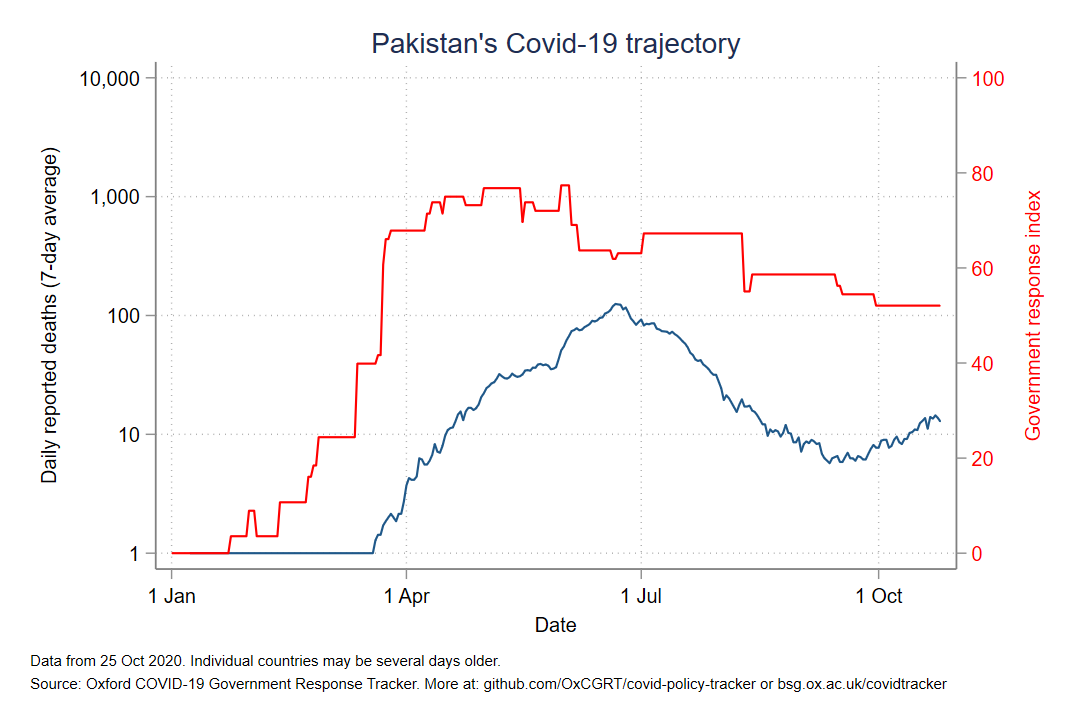 Pakistan's Covid-19 trajectory
Daily reported deaths (7-day average)
10,000
1,000
100
10
1
100
80
60
40
20
0
Government response index
1 Jan
1 Apr
1 Jul
1 Oct
Date
Data from 25 Oct 2020. Individual countries may be several days older.
Source: Oxford COVID-19 Government Response Tracker. More at: github.com/OxCGRT/covid-policy-tracker or bsg.ox.ac.uk/covidtracker